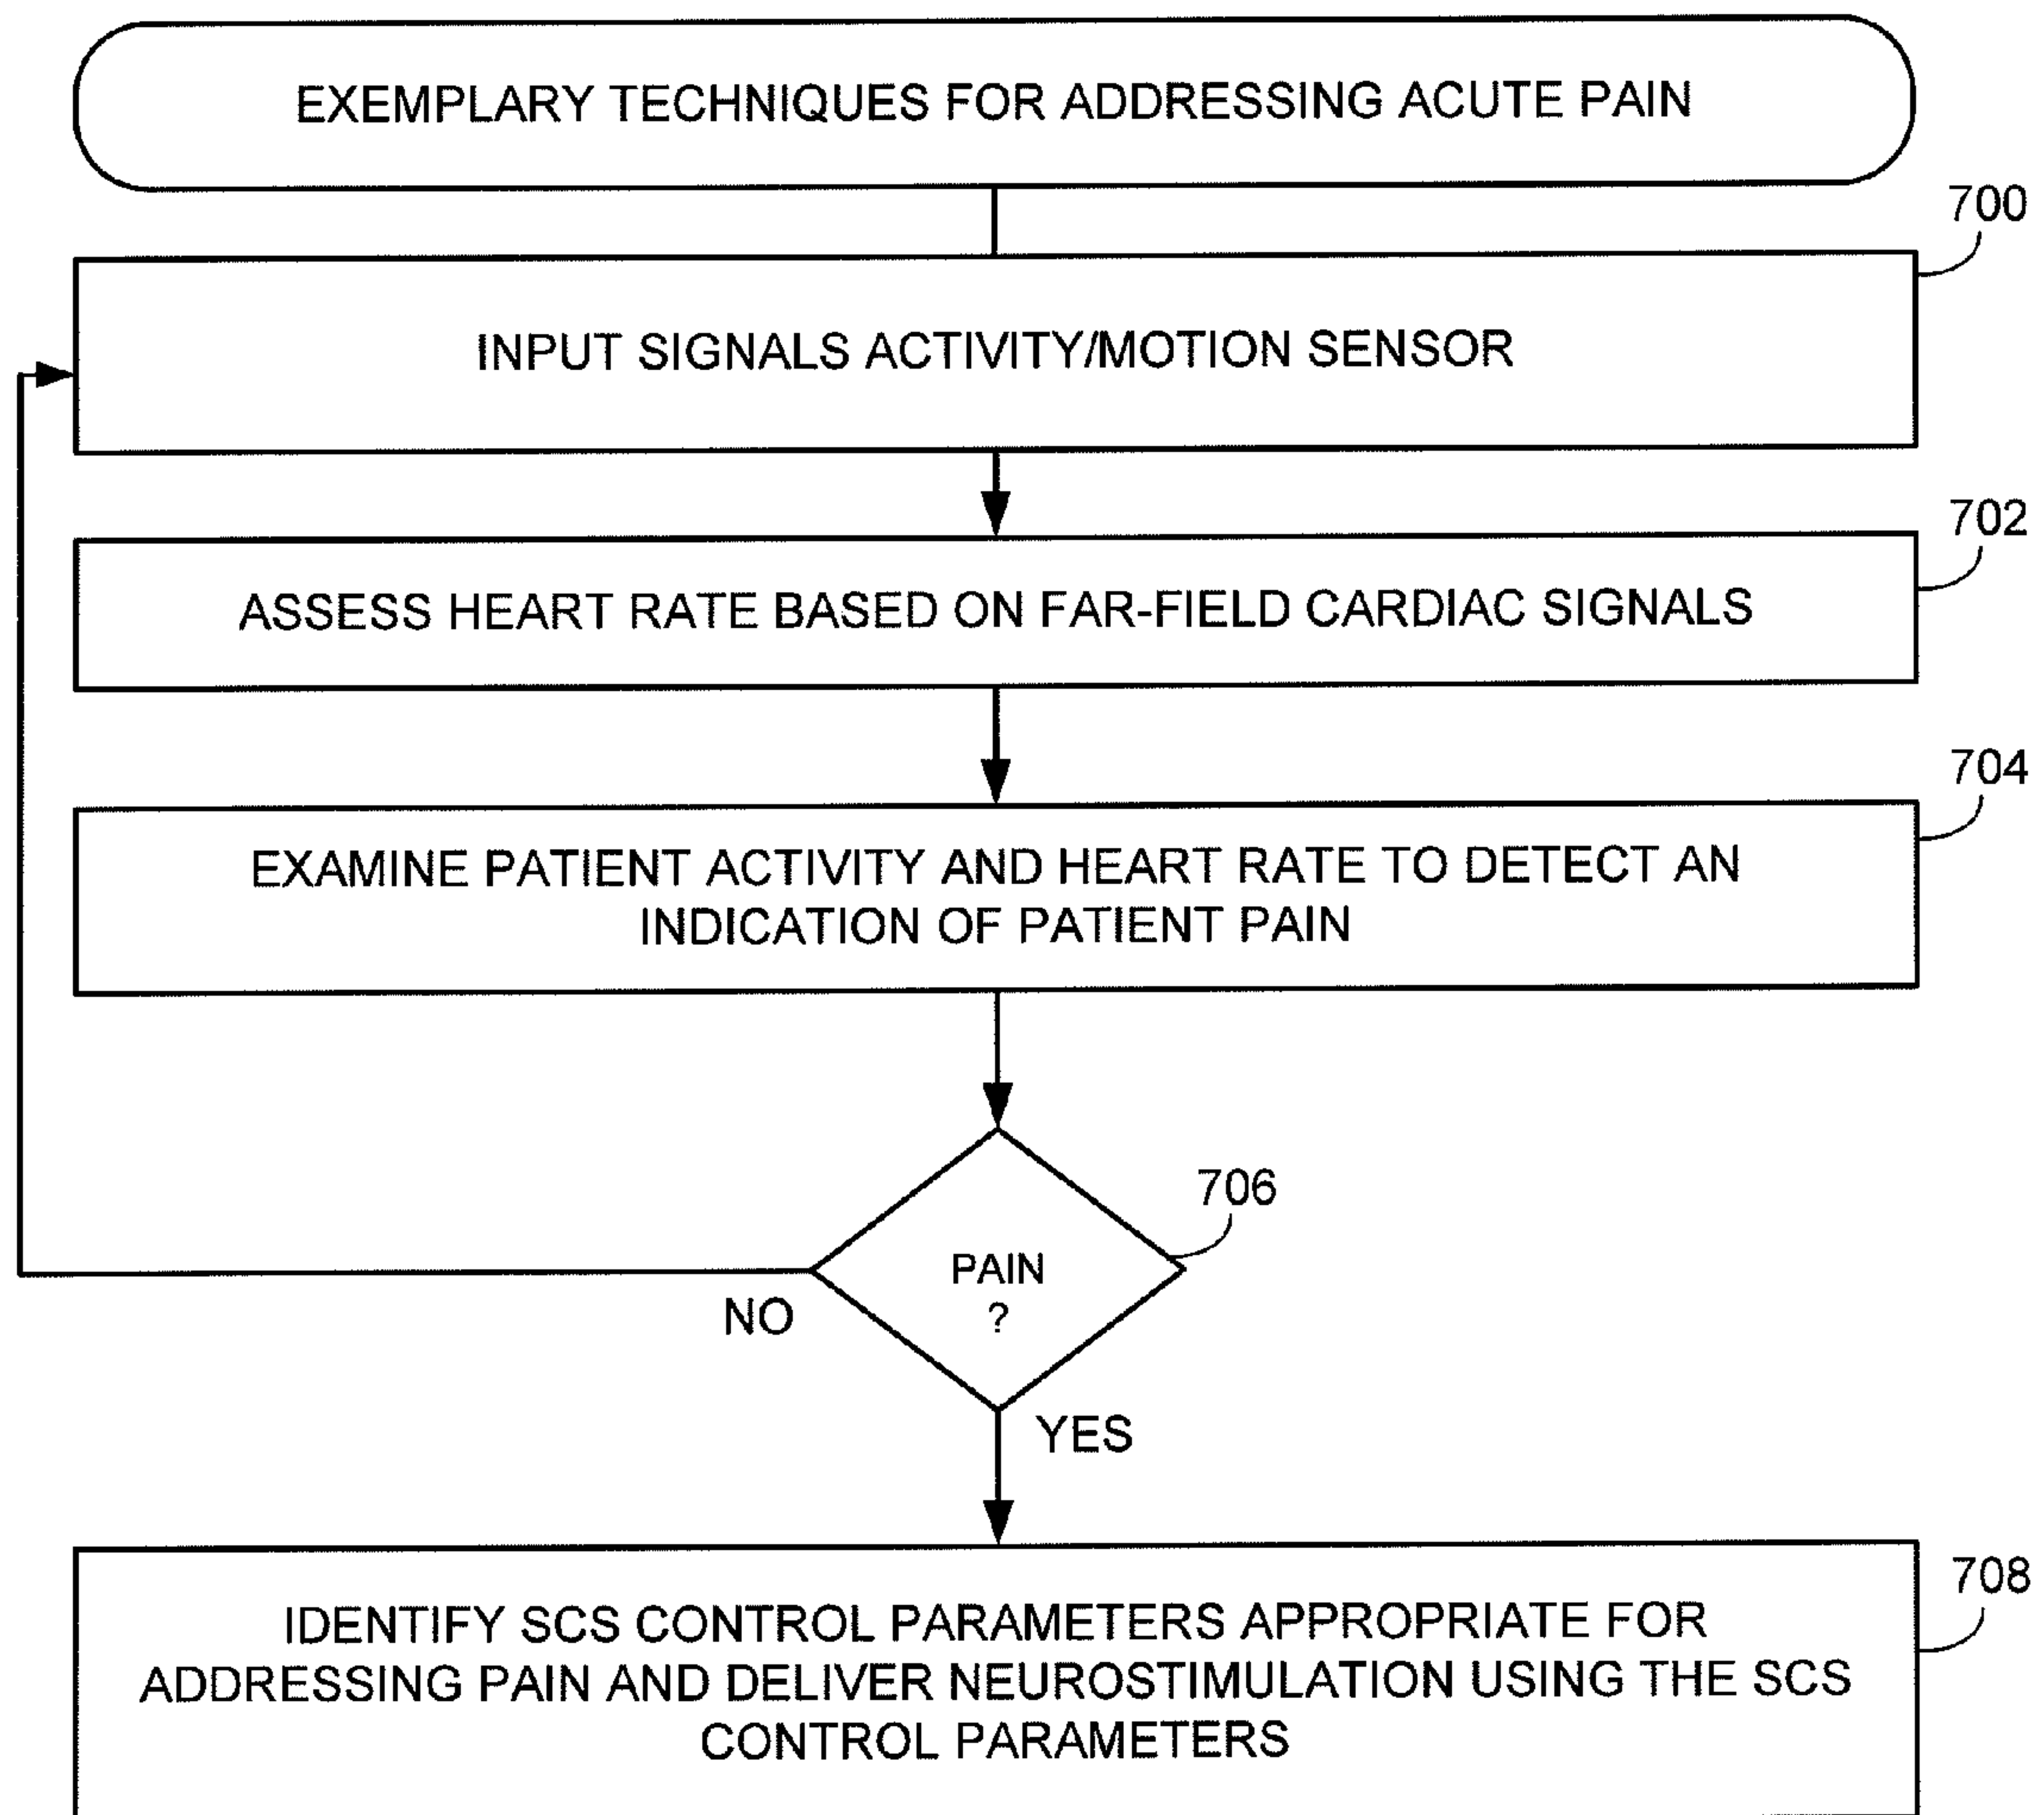 EXEMPLARY TECHNIQUES FOR ADDRESSING ACUTE PAIN
700
INPUT SIGNALS ACTIVITY/MOTION SENSOR
702
ASSESS HEART RATE BASED ON FAR-FIELD CARDIAC SIGNALS
704
EXAMINE PATIENT ACTIVITY AND HEART RATE TO DETECT AN
INDICATION OF PATIENT PAIN
706
PAIN
?
NO
YES
708
IDENTIFY SCS CONTROL PARAMETERS APPROPRIATE FOR
ADDRESSING PAIN AND DELIVER NEUROSTIMULATION USING THE SCS
CONTROL PARAMETERS